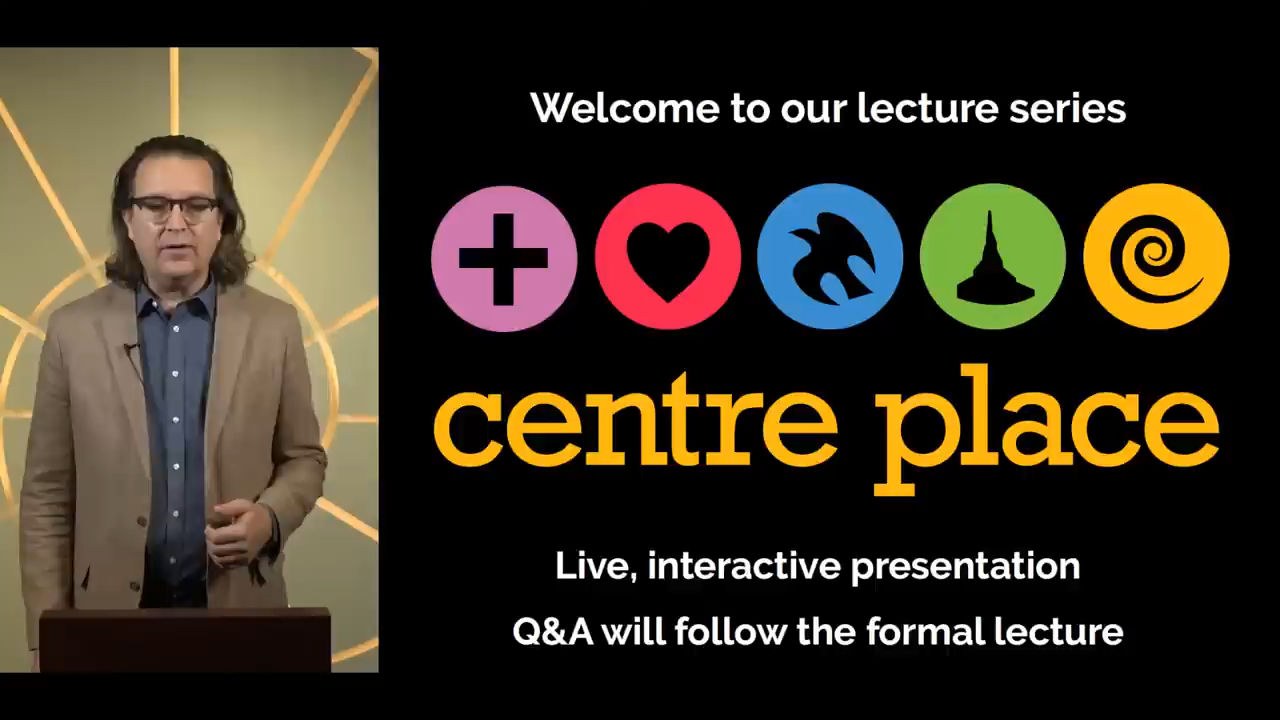 Welcome to our lecture series
centre place
Live, interactive presentation
Q&A will follow the formal lecture